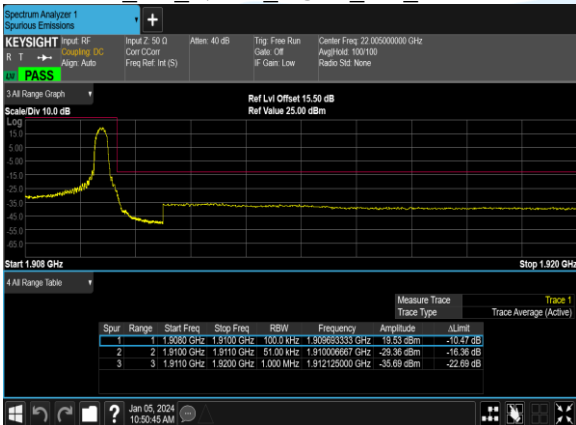 Spectrum Analyzer 1
Spurious Emissions
+
KEYSIGHT Input: RF Input Z: 50 Ω Atten: 40 dB Trig: Free Run Center Freq: 22.005000000 GHz
R T Coupling: DC Corr CCorr Gate: Off Avg|Hold: 100/100
Align: Auto Freq Ref: Int (S) IF Gain: Low Radio Std: None
PASS
3 All Range Graph
Ref Lvl Offset 15.50 dB
Scale/Div 10.0 dB Ref Value 25.00 dBm
Log
15.0
5.00
-5.00
-15.0
-25.0
-35.0
-45.0
-55.0
-65.0
Start 1.908 GHz Stop 1.920 GHz
4 All Range Table
Measure Trace Trace 1
Trace Type Trace Average (Active)
Spur Range Start Freq Stop Freq RBW Frequency Amplitude ΔLimit
1 1 1.9080 GHz 1.9100 GHz 100.0 kHz 1.909693333 GHz 19.53 dBm -10.47 dB
2 2 1.9100 GHz 1.9110 GHz 51.00 kHz 1.910006667 GHz -29.36 dBm -16.36 dB
3 3 1.9110 GHz 1.9200 GHz 1.000 MHz 1.912125000 GHz -35.69 dBm -22.69 dB
? Jan 05, 2024
10:50:45 AM